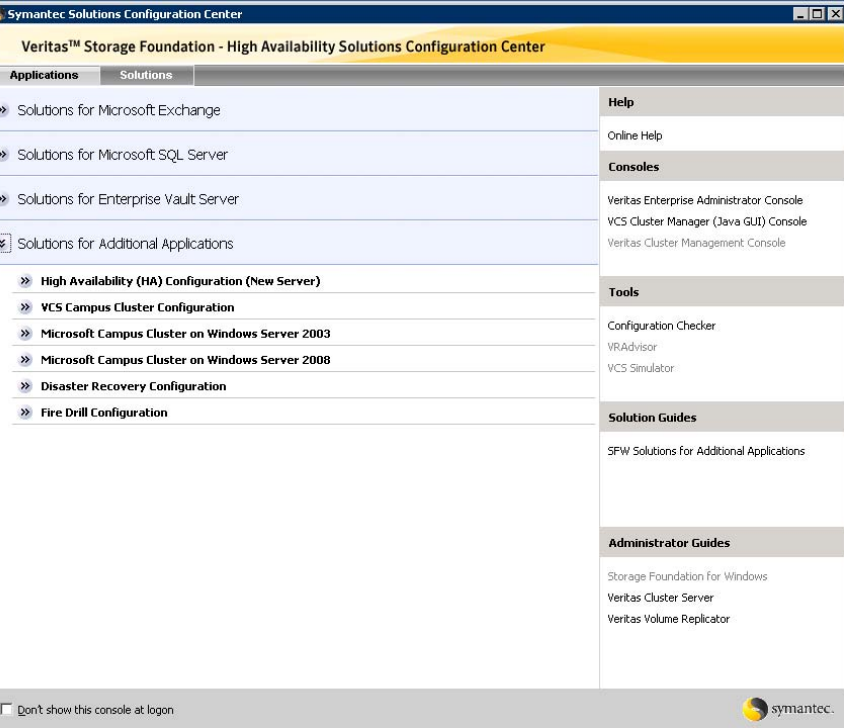 Symantec Solutions Configuration Center
Veritas™ Storage Foundation - High Availability Solutions Configuration Center
Applications
Solutions
Solutions for Microsoft Exchange
Solutions for Microsoft SQL Server
Solutions for Enterprise Vault Server
Solutions for Additional Applications
High Availability (HA) Configuration (New Server)
VCS Campus Cluster Configuration
Microsoft Campus Cluster on Windows Server 2003
Microsoft Campus Cluster on Windows Server 2008
Disaster Recovery Configuration
Fire Drill Configuration
Help
Online Help
Consoles
Veritas Enterprise Administrator Console
VCS Cluster Manager (Java GUI) Console
Veritas Cluster Management Console
Tools
Configuration Checker
VRAdvisor
VCS Simulator
Solution Guides
SFW Solutions for Additional Applications
Administrator Guides
Storage Foundation for Windows
Veritas Cluster Server
Veritas Volume Replicator
Don't show this console at logon
symantec.